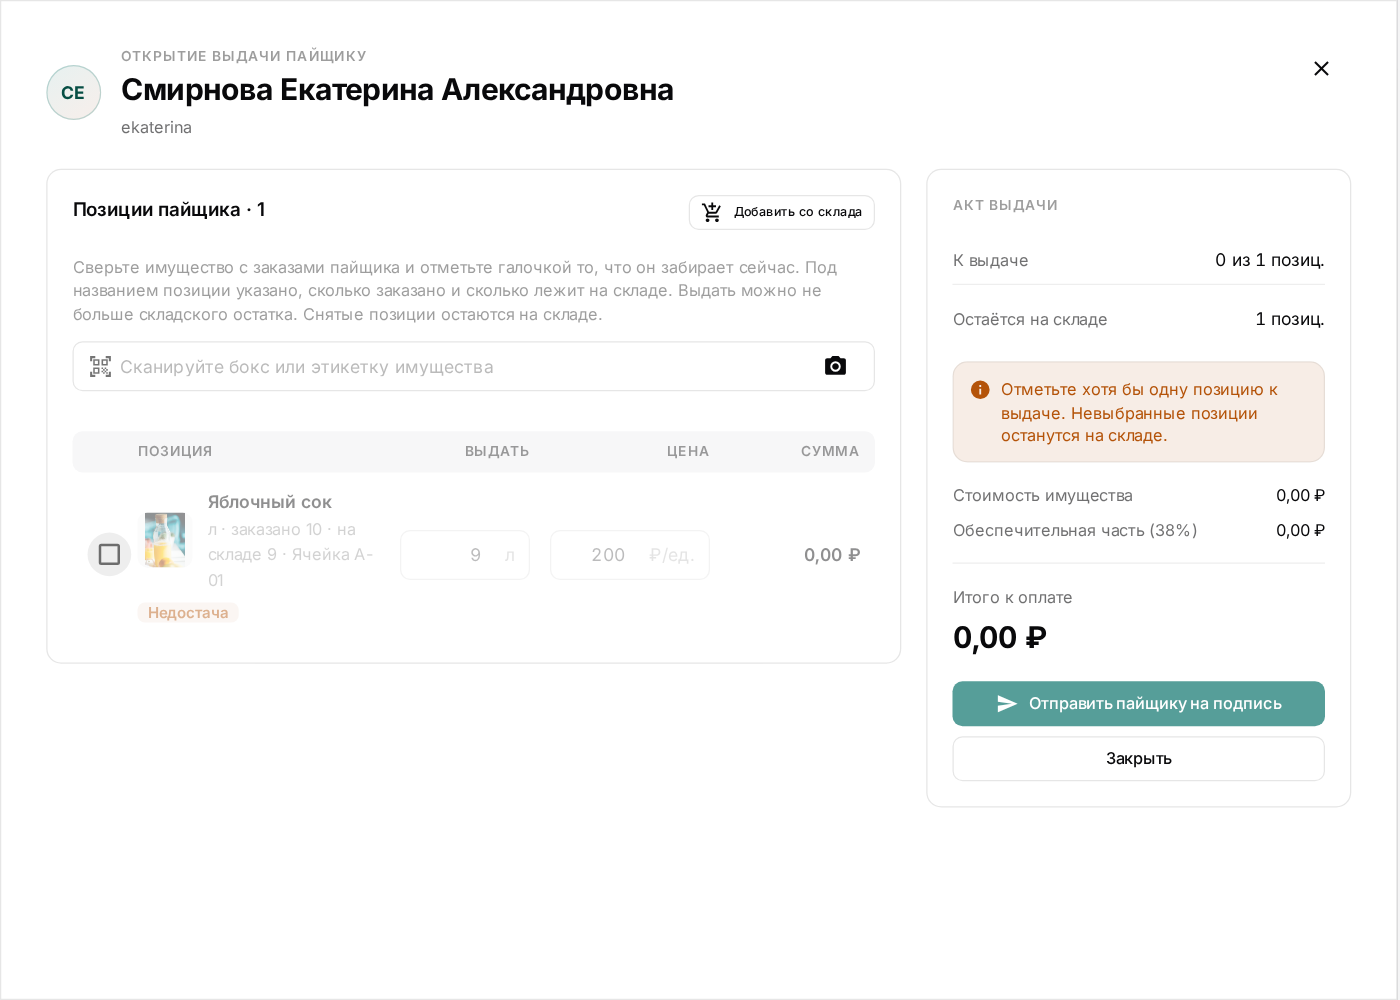 ОТКРЫТИЕ ВЫДАЧИ ПАЙЩИКУ
СЕ
Смирнова Екатерина Александровна
ekaterina
Позиции пайщика · 1
Добавить со склада
Сверьте имущество с заказами пайщика и отметьте галочкой то, что он забирает сейчас. Под
названием позиции указано, сколько заказано и сколько лежит на складе. Выдать можно не
больше складского остатка. Снятые позиции остаются на складе.
Сканируйте бокс или этикетку имущества
ПОЗИЦИЯ ВЫДАТЬ ЦЕНА СУММА
Яблочный сок
л · заказано 10 · на
складе 9 · Ячейка А-
01
9 л 200 ₽/ед. 0,00 ₽
Недостача
АКТ ВЫДАЧИ
К выдаче 0 из 1 позиц.
Остаётся на складе 1 позиц.
Отметьте хотя бы одну позицию к
выдаче. Невыбранные позиции
останутся на складе.
Стоимость имущества 0,00 ₽
Обеспечительная часть (38%) 0,00 ₽
Итого к оплате
0,00 ₽
Отправить пайщику на подпись
Закрыть